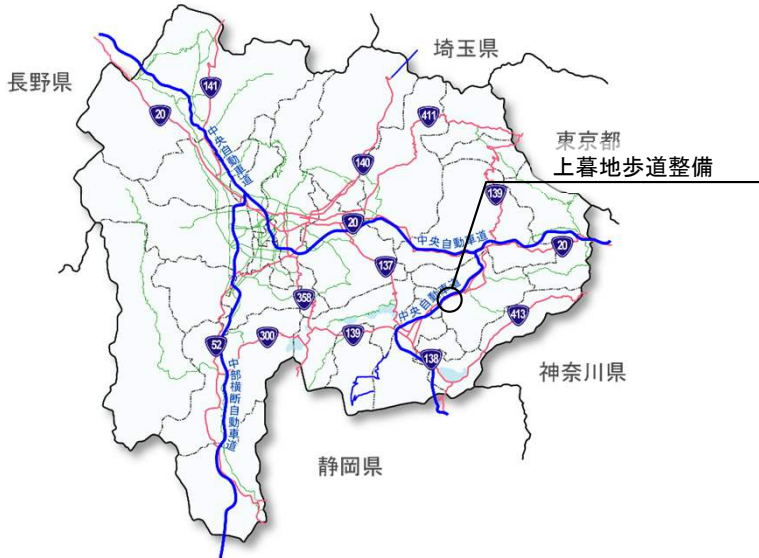 埼玉県
長野県
141
20
411
東京都
中央自動車道
上暮地歩道整備
140
139
20
中央自動車道
20
137
358
中央自動車道
413
52
300
139
138
神奈川県
中部横断自動車道
静岡県